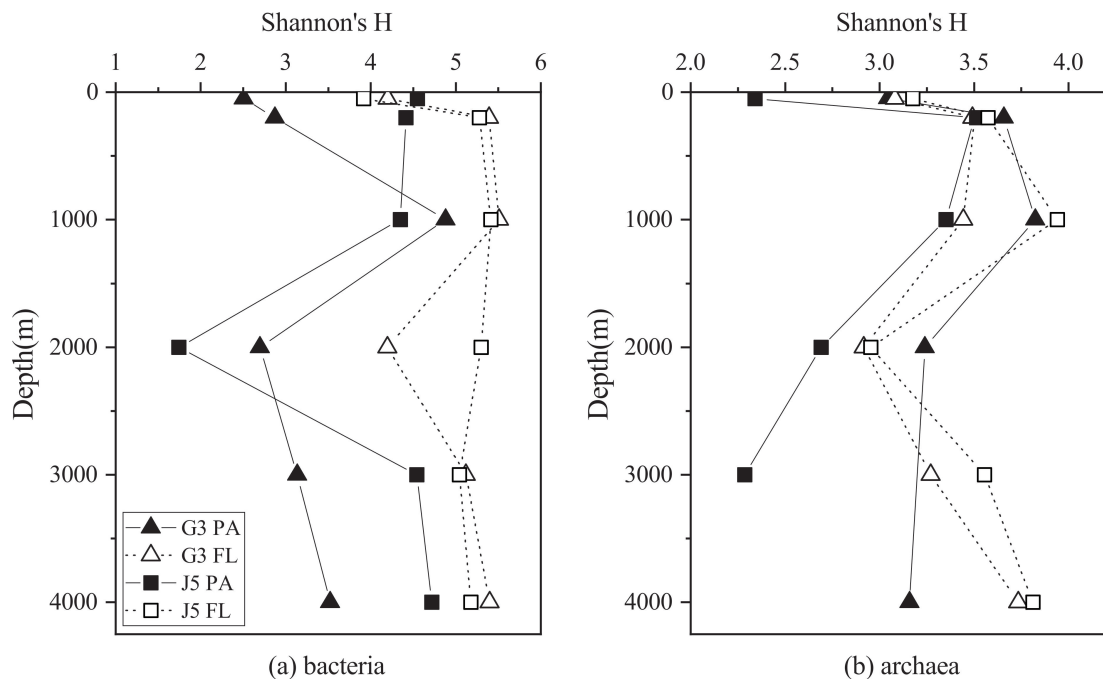 Shannon's H
1 2 3 4 5 6
0
1000
2000
3000
4000
Depth(m)
G3 PA
G3 FL
J5 PA
J5 FL
(a) bacteria
Shannon's H
2.0 2.5 3.0 3.5 4.0
0
1000
2000
3000
4000
Depth(m)
(b) archaea